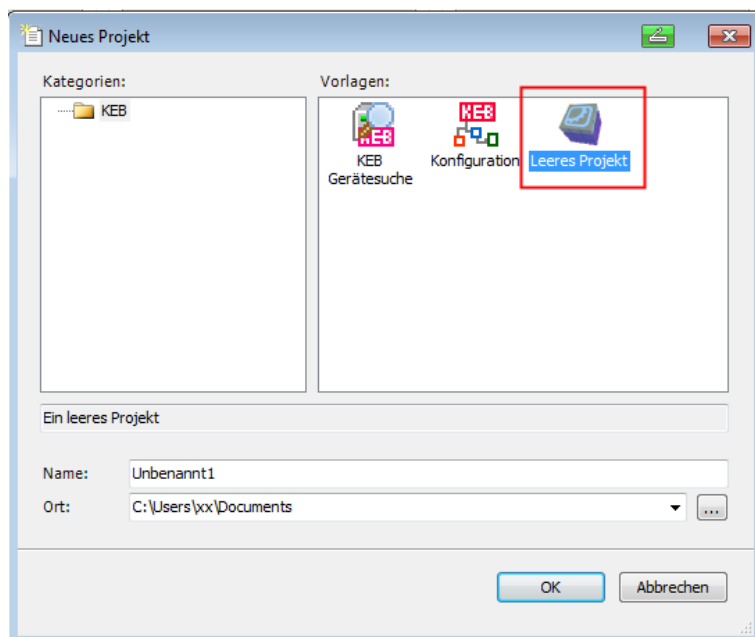 Neues Projekt
Kategorien:
Vorlagen:
KEB
KEB
KEB
KEB Gerätesuche
Konfiguration
Leeres Projekt
Ein leeres Projekt
Name:
Unbenannt1
Ort:
C:\Users\xx\Documents
...
OK
Abbrechen